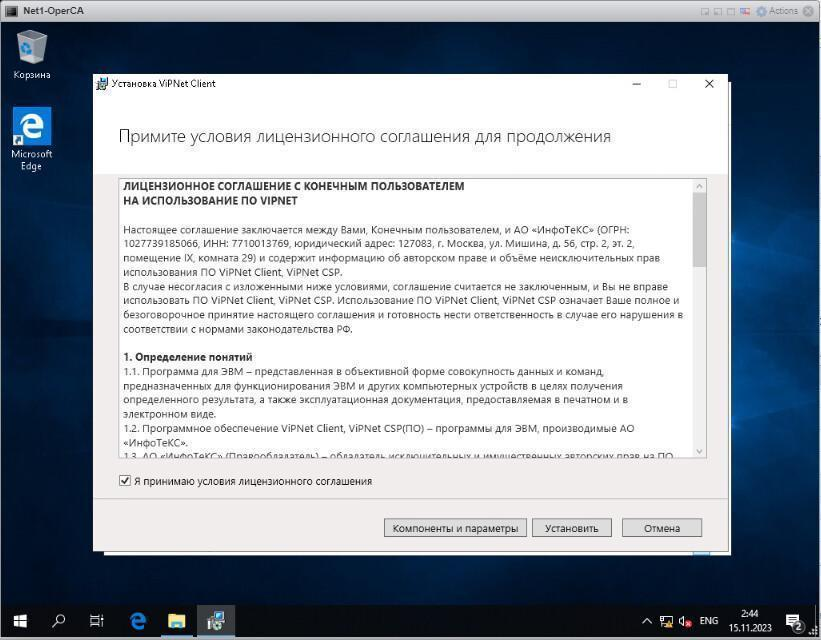 Net1-OperCA
Actions
Корзина
Microsoft
Edge
Установка ViPNet Client
Примите условия лицензионного соглашения для продолжения
ЛИЦЕНЗИОННОЕ СОГЛАШЕНИЕ С КОНЕЧНЫМ ПОЛЬЗОВАТЕЛЕМ
НА ИСПОЛЬЗОВАНИЕ ПО VIPNET
Настоящее соглашение заключается между Вами, Конечным пользователем, и АО «ИнфоТеКС» (ОГРН:
1027739185066, ИНН: 7710013769, юридический адрес: 127083, г. Москва, ул. Мишина, д. 56, стр. 2, эт. 2,
помещение IX, комната 29) и содержит информацию об авторском праве и объёме неисключительных прав
использования ПО ViPNet Client, ViPNet CSP.
В случае несогласия с изложенными ниже условиями, соглашение считается не заключенным, и Вы не вправе
использовать ПО ViPNet Client, ViPNet CSP. Использование ПО ViPNet Client, ViPNet CSP означает Ваше полное и
безоговорочное принятие настоящего соглашения и готовность нести ответственность в случае его нарушения в
соответствии с нормами законодательства РФ.
1. Определение понятий
1.1. Программа для ЭВМ – представленная в объективной форме совокупность данных и команд,
предназначенных для функционирования ЭВМ и других компьютерных устройств в целях получения
определенного результата, а также эксплуатационная документация, предоставляемая в печатном и в
электронном виде.
1.2. Программное обеспечение ViPNet Client, ViPNet CSP(ПО) – программы для ЭВМ, производимые АО
«ИнфоТеКС».
1.3. АО «ИнфоТеКС» (Правообладатель) – обладатель исключительных и имущественных авторских прав на ПО
Я принимаю условия лицензионного соглашения
Компоненты и параметры
Установить
Отмена
ENG
2:44
15.11.2023
2